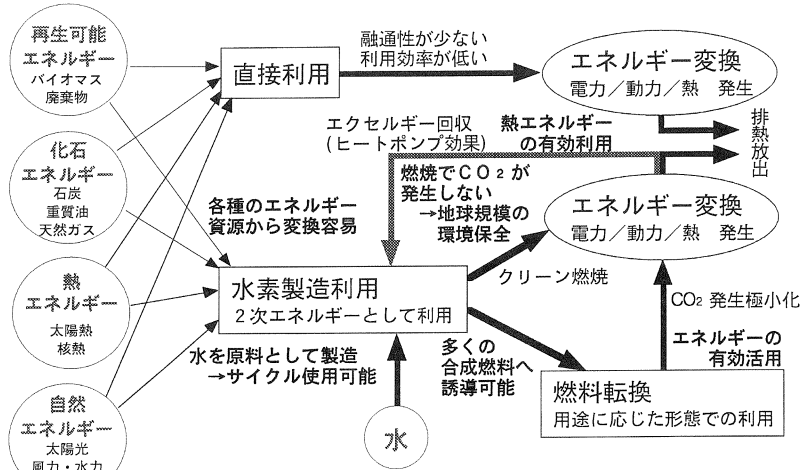 再生可能
エネルギー
バイオマス
廃棄物
化石
エネルギー
石炭
重質油
天然ガス
熱
エネルギー
太陽熱
核熱
自然
エネルギー
太陽光
風力・水力
直接利用
融通性が少ない
利用効率が低い
エネルギー変換
電力／動力／熱 発生
排熱放出
エクセルギー回収
(ヒートポンプ効果)
熱エネルギー
の有効利用
燃焼でCO2が
発生しない
→地球規模の
環境保全
各種のエネルギー
資源から変換容易
エネルギー変換
電力／動力／熱 発生
水素製造利用
2次エネルギーとして利用
クリーン燃焼
CO2 発生極小化
エネルギーの
有効活用
水を原料として製造
→サイクル使用可能
多くの
合成燃料へ
誘導可能
燃料転換
用途に応じた形態での利用
水